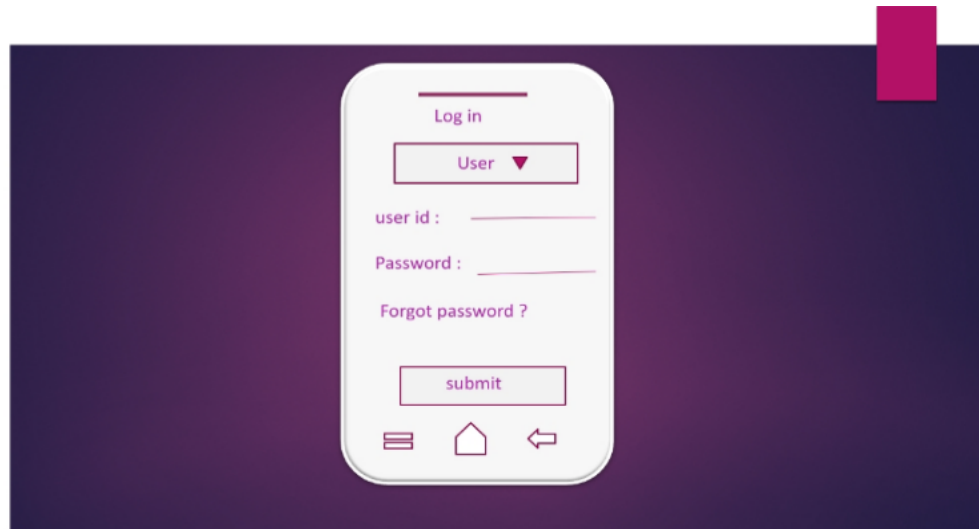 Log in
User
user id :
Password :
Forgot password ?
submit